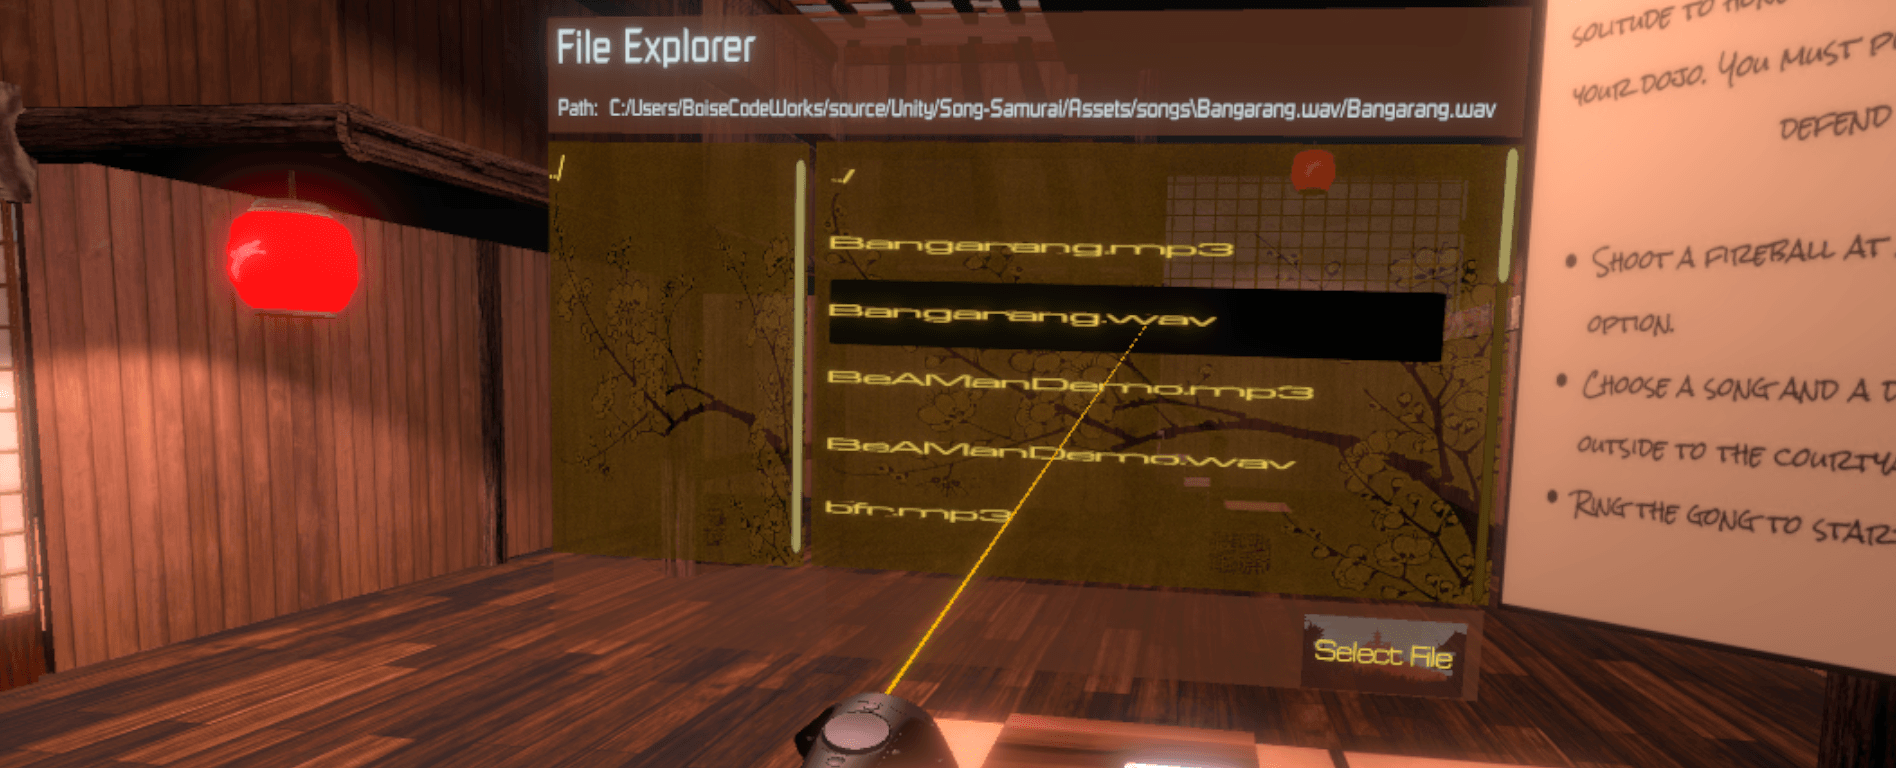 File Explorer
Path: C:/Users/BoiseCodeWorks/source/Unity/Song-Samurai/Assets/songs\Bangarang.wav/Bangarang.wav
../
../
Bangarang.mp3
Bangarang.wav
BeAManDemo.mp3
BeAManDemo.wav
bfr.mp3
Select File
SOLITUDE TO
YOUR DOJO. YOU MUST
DEFEND
• SHOOT A FIREBALL AT
OPTION.
• CHOOSE A SONG AND A
OUTSIDE TO THE
• RING THE GONG TO